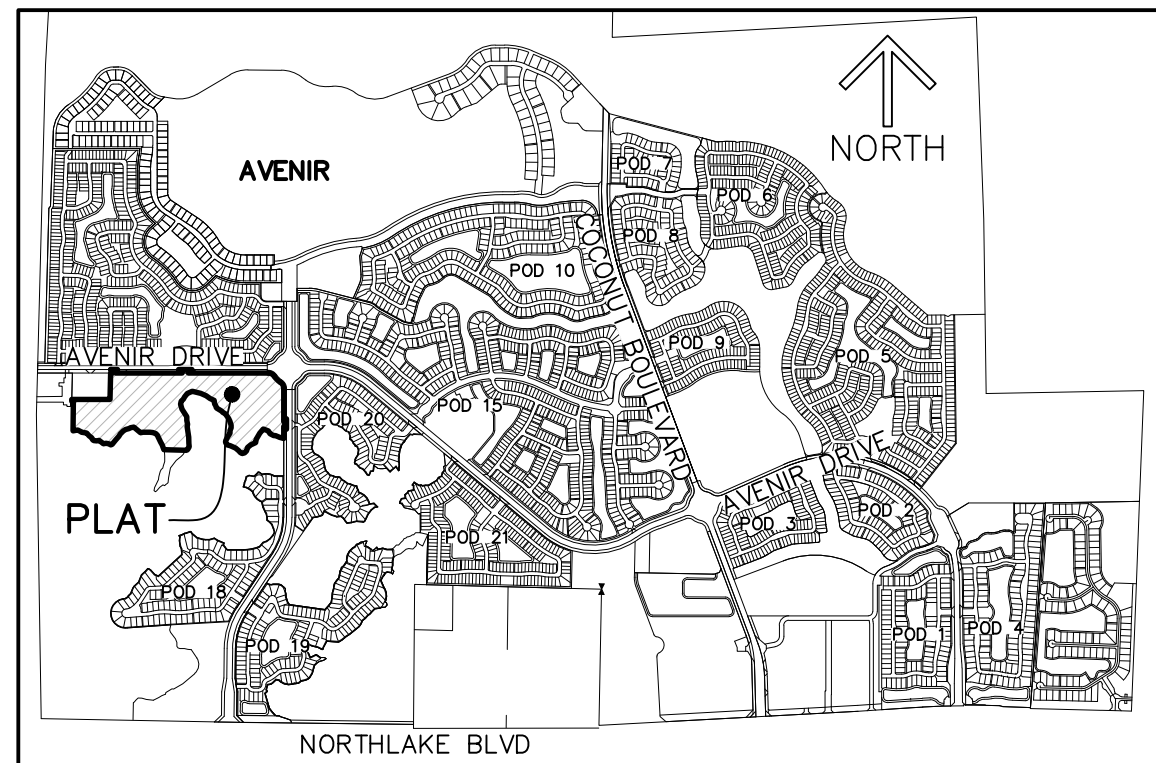 NORTH
AVENIR
POD 7
POD 6
POD 8
COCONUT BOULEVARD
POD 10
POD 9
POD 5
AVENIR DRIVE
POD 15
POD 20
AVENIR DRIVE
PLAT
POD 3
POD 2
POD 21
POD 18
POD 1
POD 4
POD 19
NORTHLAKE BLVD